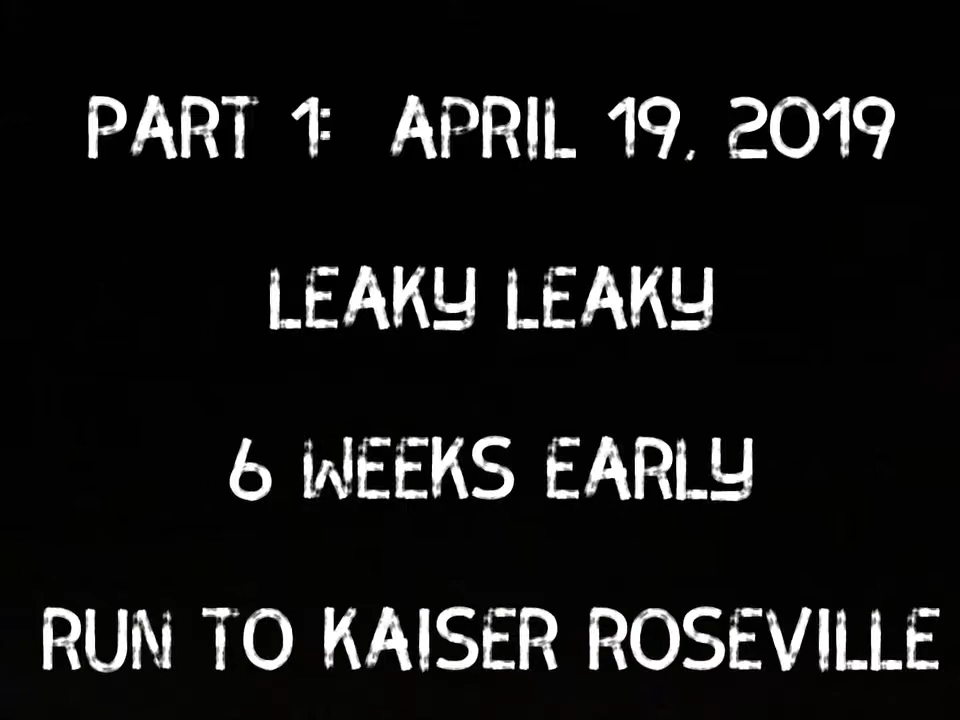 PART 1: APRIL 19, 2019
LEAKY LEAKY
6 WEEKS EARLY
RUN TO KAISER ROSEVILLE